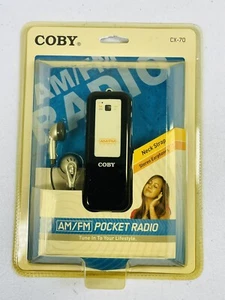 COBY®
CX-70
AM/FM
RADIO
Neck Strap
Stereo Earphones
COBY
AM/FM POCKET RADIO
Tune In To Your Lifestyle